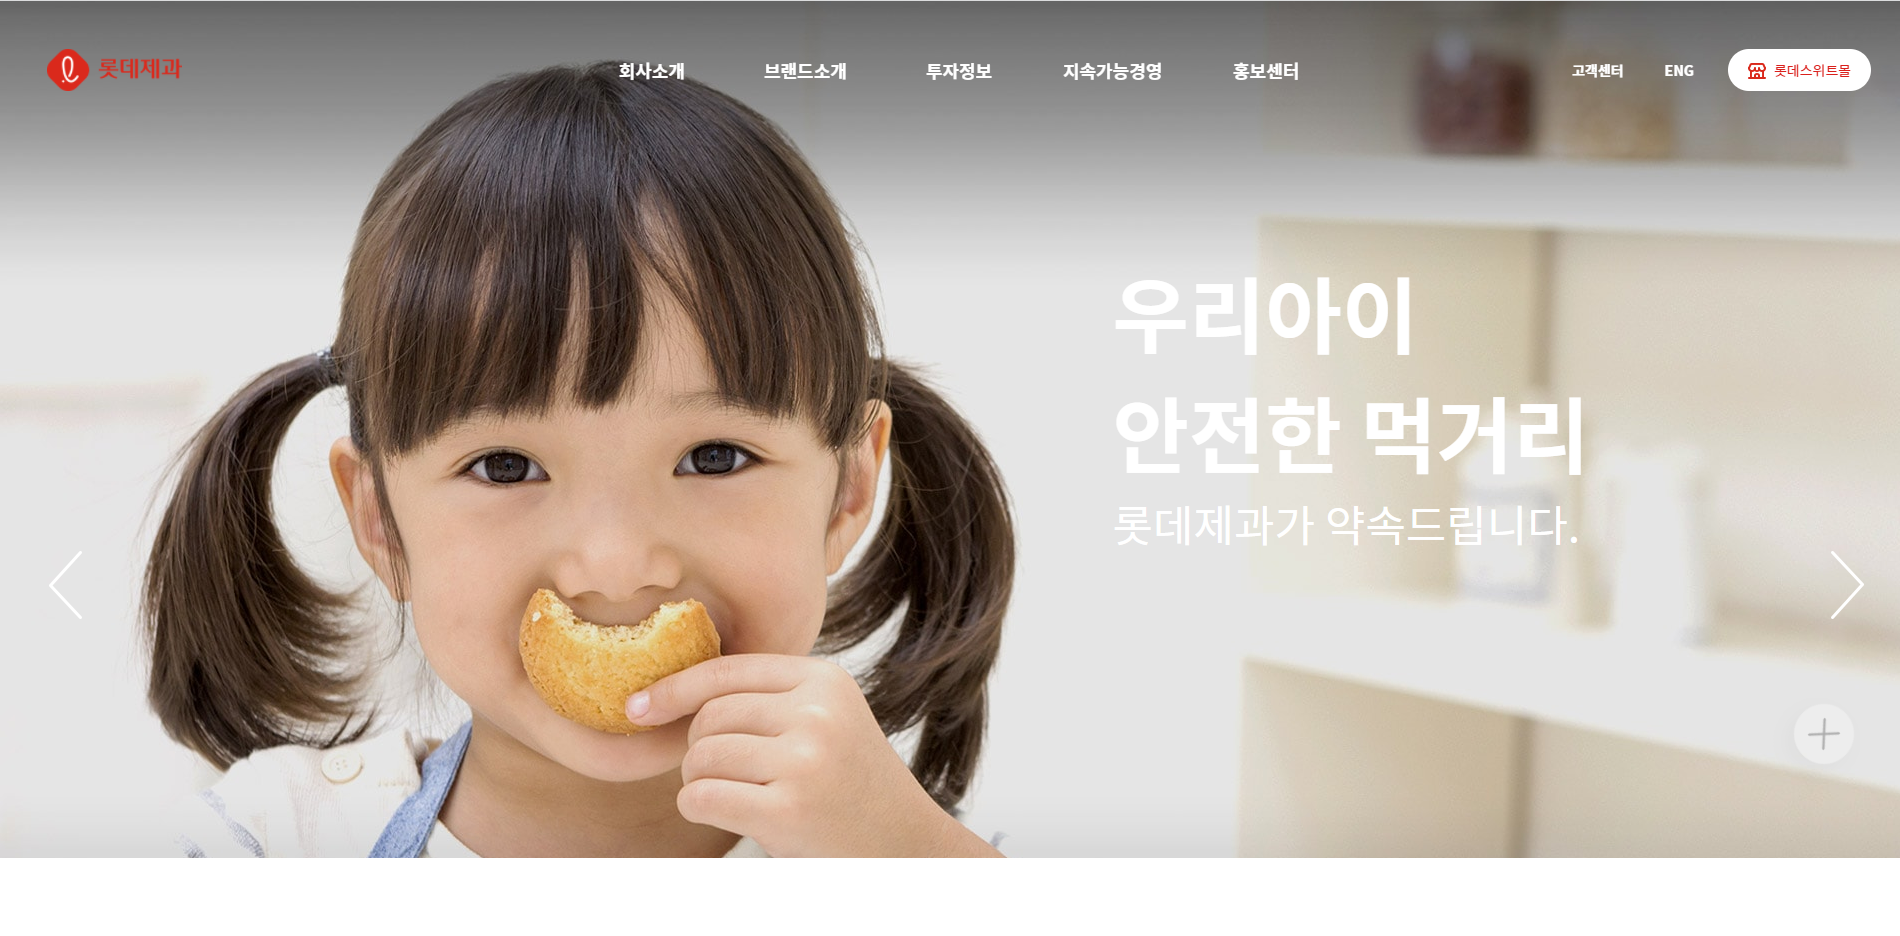 롯데제과
회사소개 브랜드소개 투자정보 지속가능경영 홍보센터
고객센터 ENG 롯데스위트몰
우리아이
안전한 먹거리
롯데제과가 약속드립니다.